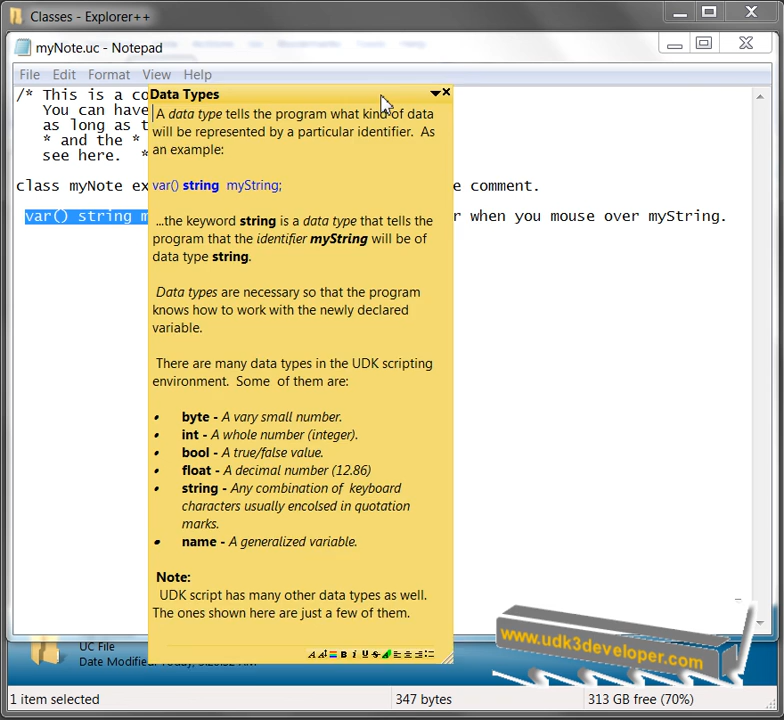 Classes - Explorer++
myNote.uc - Notepad
File Edit Format View Help
/* This is a co
You can have
as long as t
* and the *
see here. *
class myNote ex
e comment.
var() string m
r when you mouse over myString.
Data Types
A data type tells the program what kind of data
will be represented by a particular identifier. As
an example:
var() string myString;
...the keyword string is a data type that tells the
program that the identifier myString will be of
data type string.
Data types are necessary so that the program
knows how to work with the newly declared
variable.
There are many data types in the UDK scripting
environment. Some of them are:
• byte - A vary small number.
• int - A whole number (integer).
• bool - A true/false value.
• float - A decimal number (12.86)
• string - Any combination of keyboard
characters usually encolsed in quotation
marks.
• name - A generalized variable.
Note:
UDK script has many other data types as well.
The ones shown here are just a few of them.
www.udk3developer.com
UC File
Date Modified: Today,
1 item selected
347 bytes
313 GB free (70%)